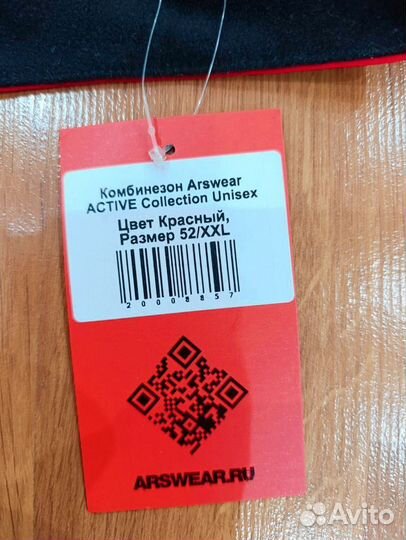 Комбинезон Arswear
ACTIVE Collection Unisex
Цвет Красный,
Размер 52/XXL
20008857
ARSWEAR.RU
Avito